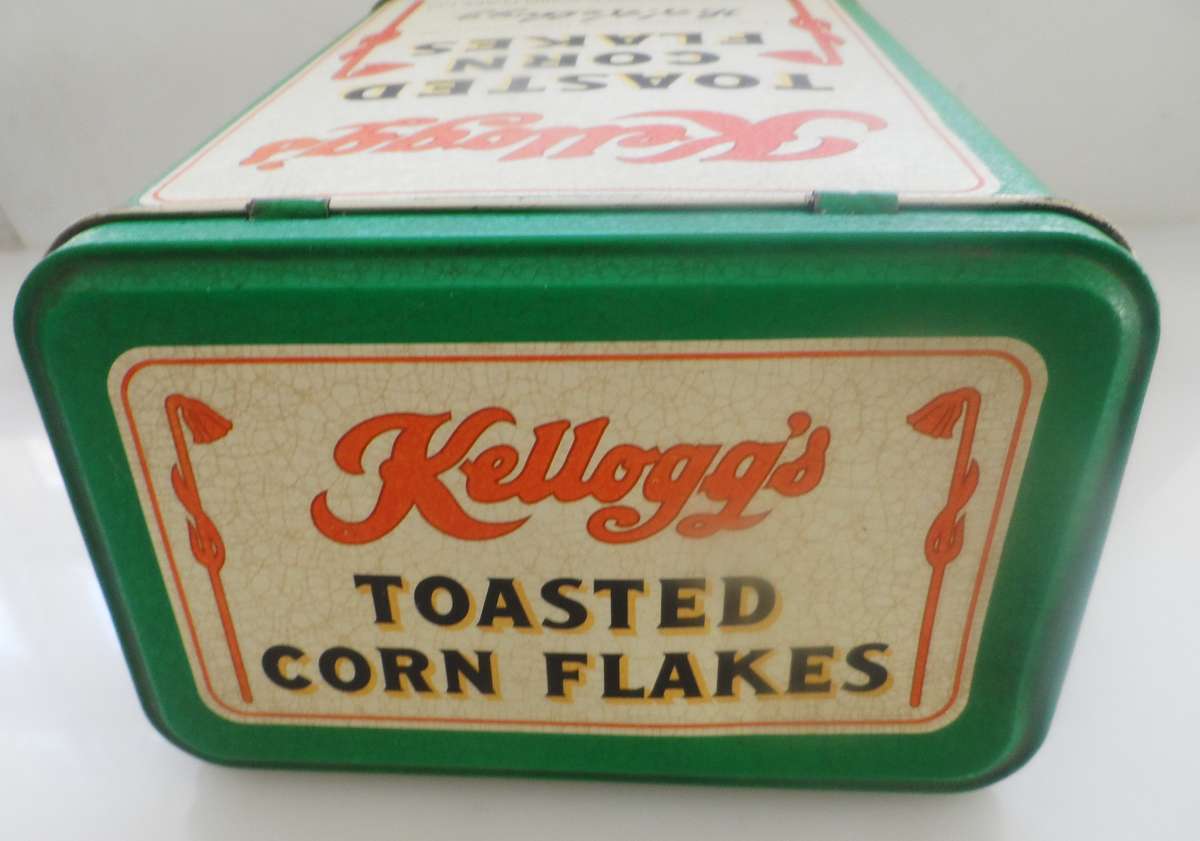 Kellogg's
TOASTED
CORN FLAKES
Kellogg's
TOASTED
CORN
FLAKES